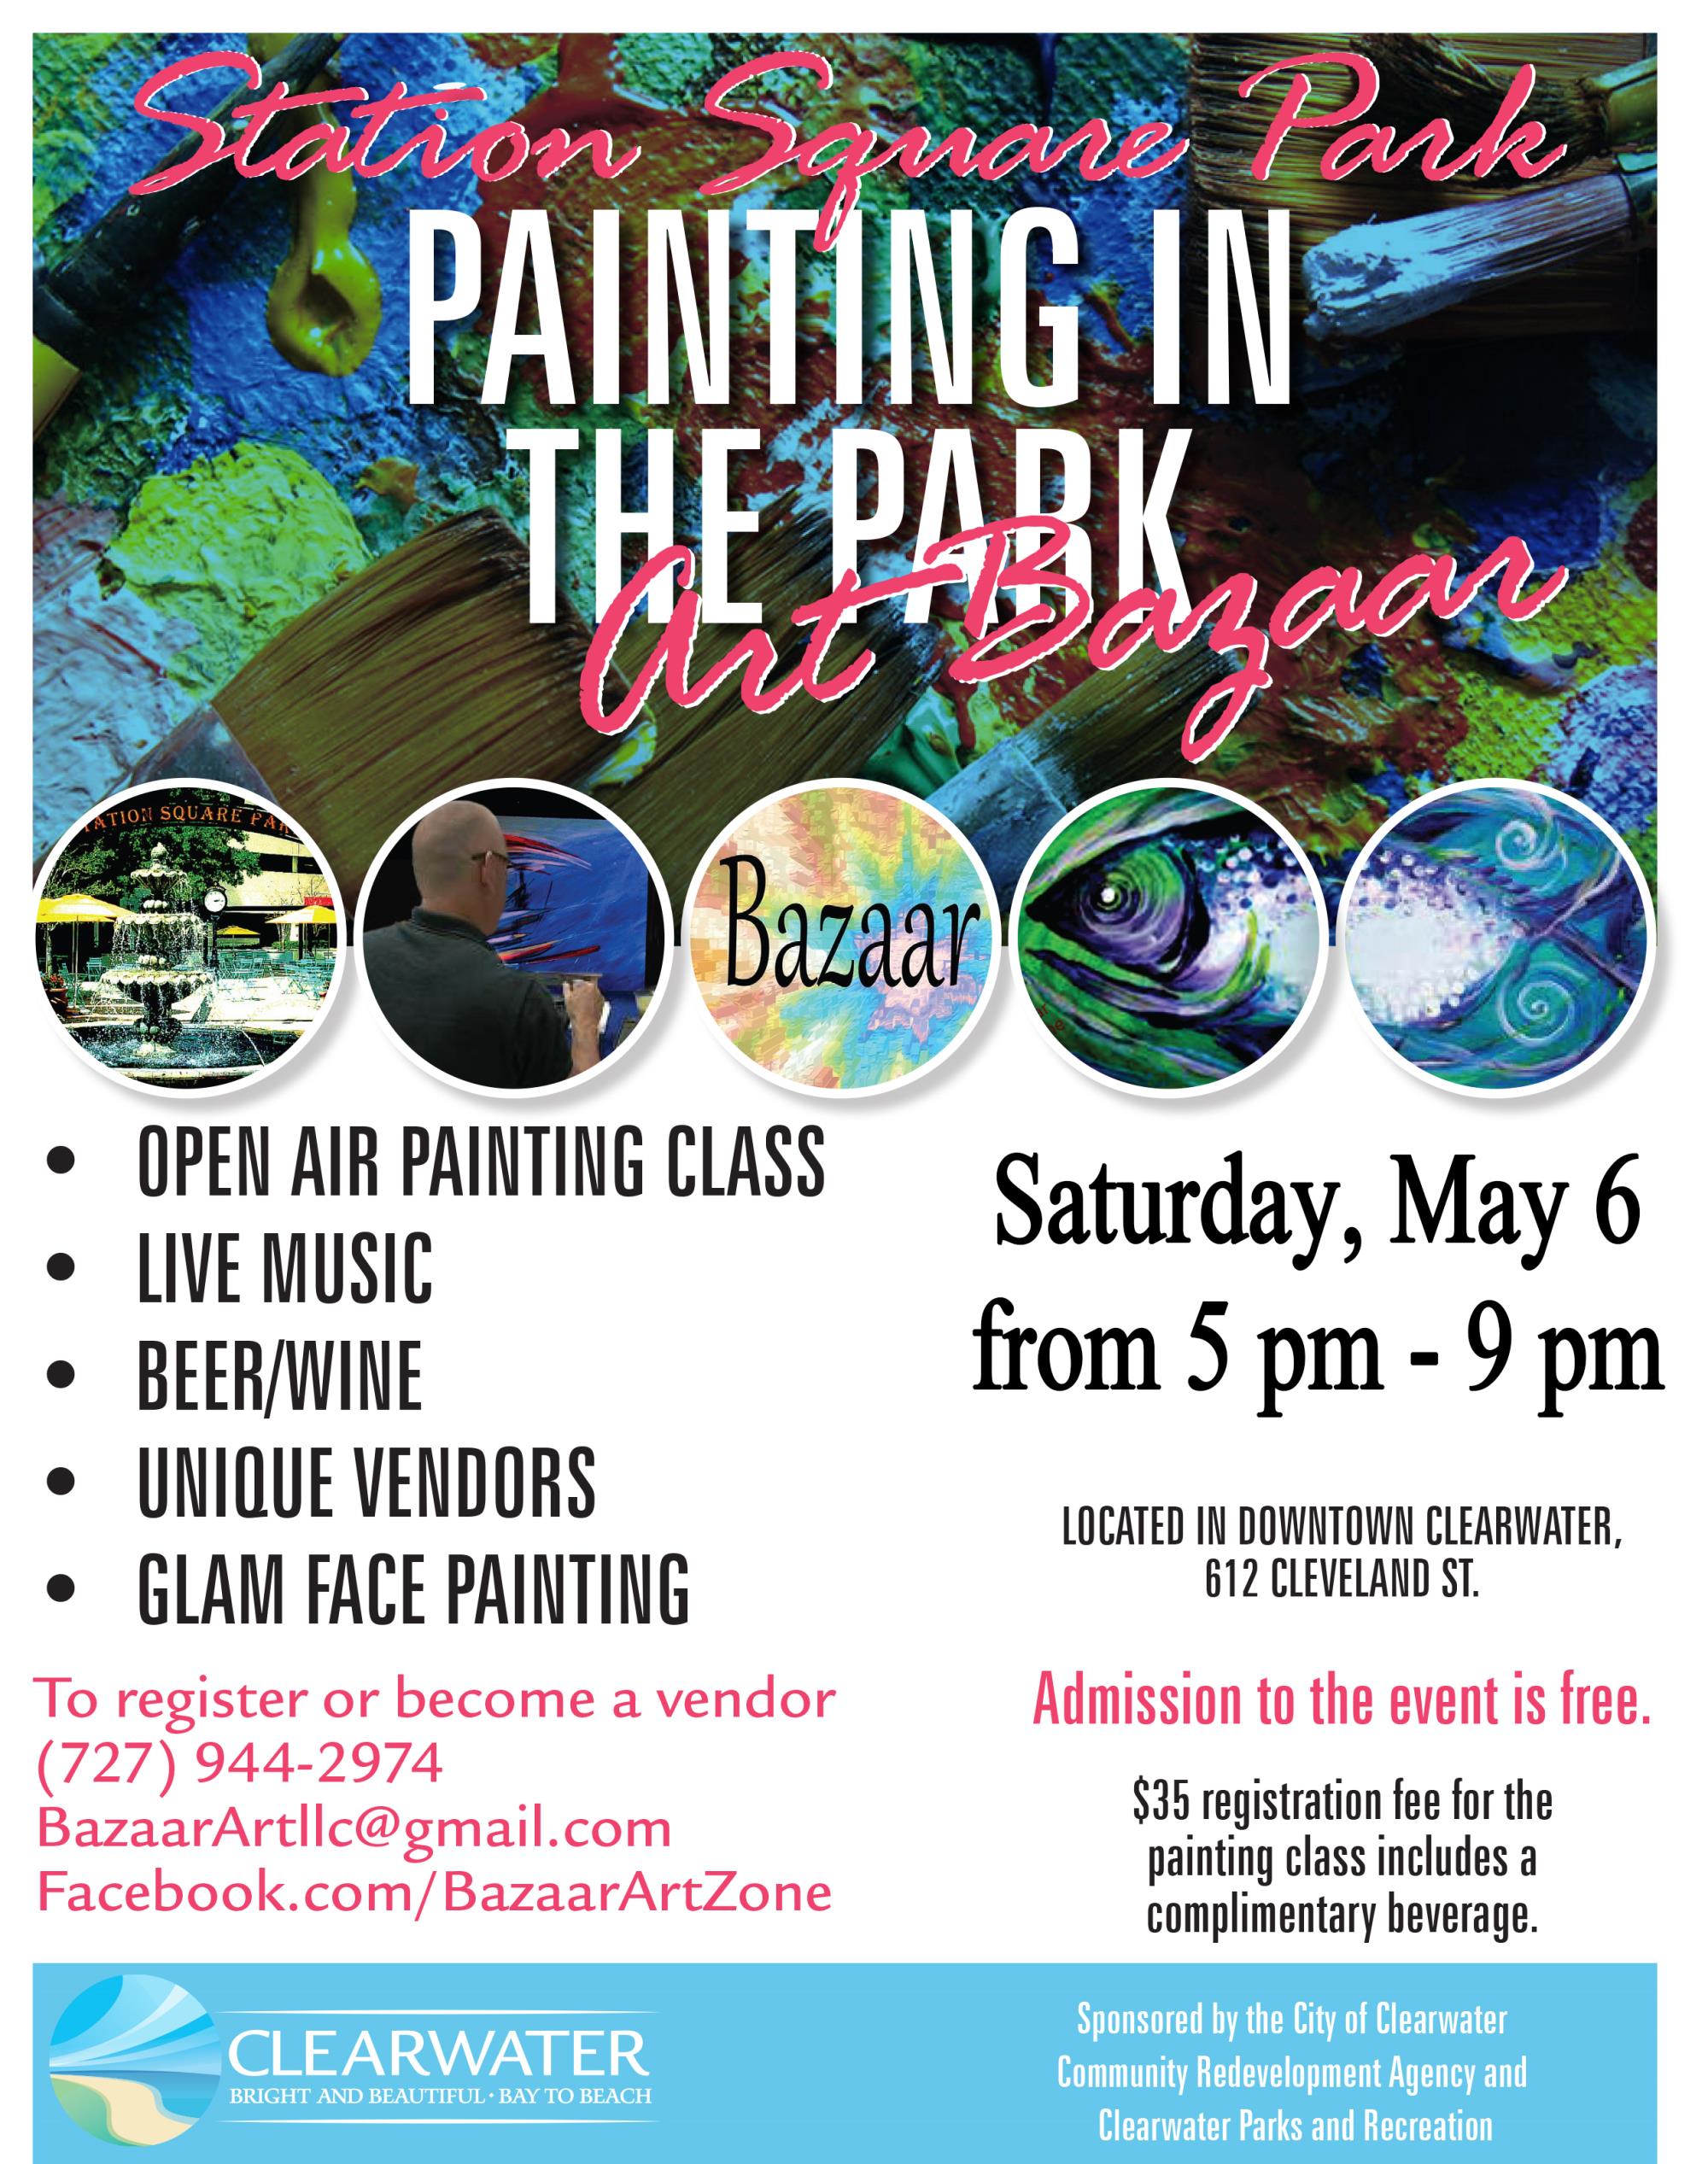 Station Square Park
PAINTING IN
THE PARK
Art Bazaar
TATION SQUARE PAR
Bazaar
• OPEN AIR PAINTING CLASS
• LIVE MUSIC
• BEER/WINE
• UNIQUE VENDORS
• GLAM FACE PAINTING
To register or become a vendor
(727) 944-2974
BazaarArtllc@gmail.com
Facebook.com/BazaarArtZone
Saturday, May 6
from 5 pm - 9 pm
LOCATED IN DOWNTOWN CLEARWATER,
612 CLEVELAND ST.
Admission to the event is free.
$35 registration fee for the
painting class includes a
complimentary beverage.
CLEARWATER
BRIGHT AND BEAUTIFUL • BAY TO BEACH
Sponsored by the City of Clearwater
Community Redevelopment Agency and
Clearwater Parks and Recreation